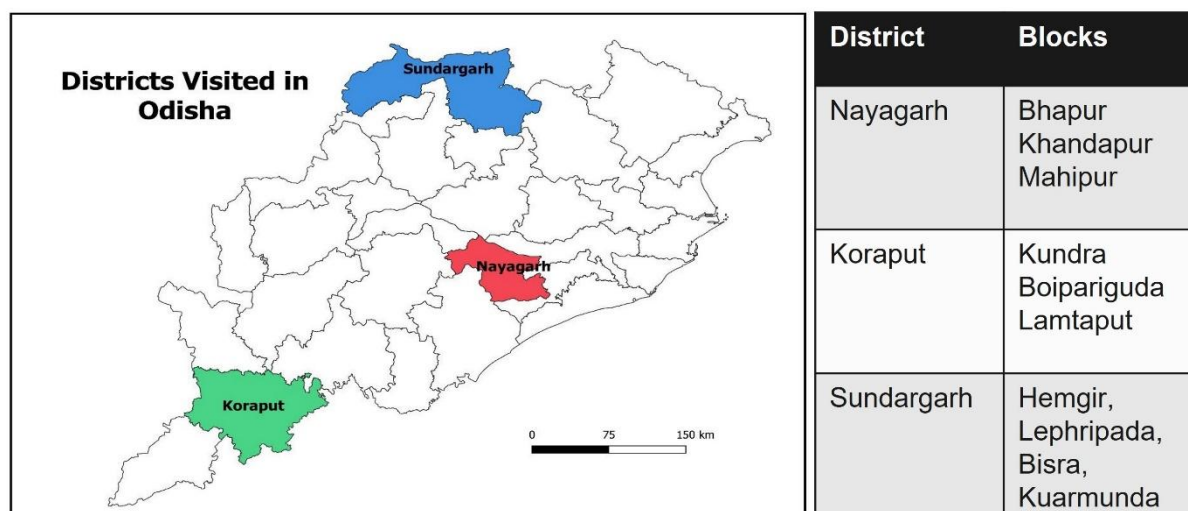 Districts Visited in
Odisha
Sundargarh
Nayagarh
Koraput
0 75 150 km
District Blocks
Nayagarh Bhapur
Khandapur
Mahipur
Koraput Kundra
Boipariguda
Lamtaput
Sundargarh Hemgir,
Lephripada,
Bisra,
Kuarmunda